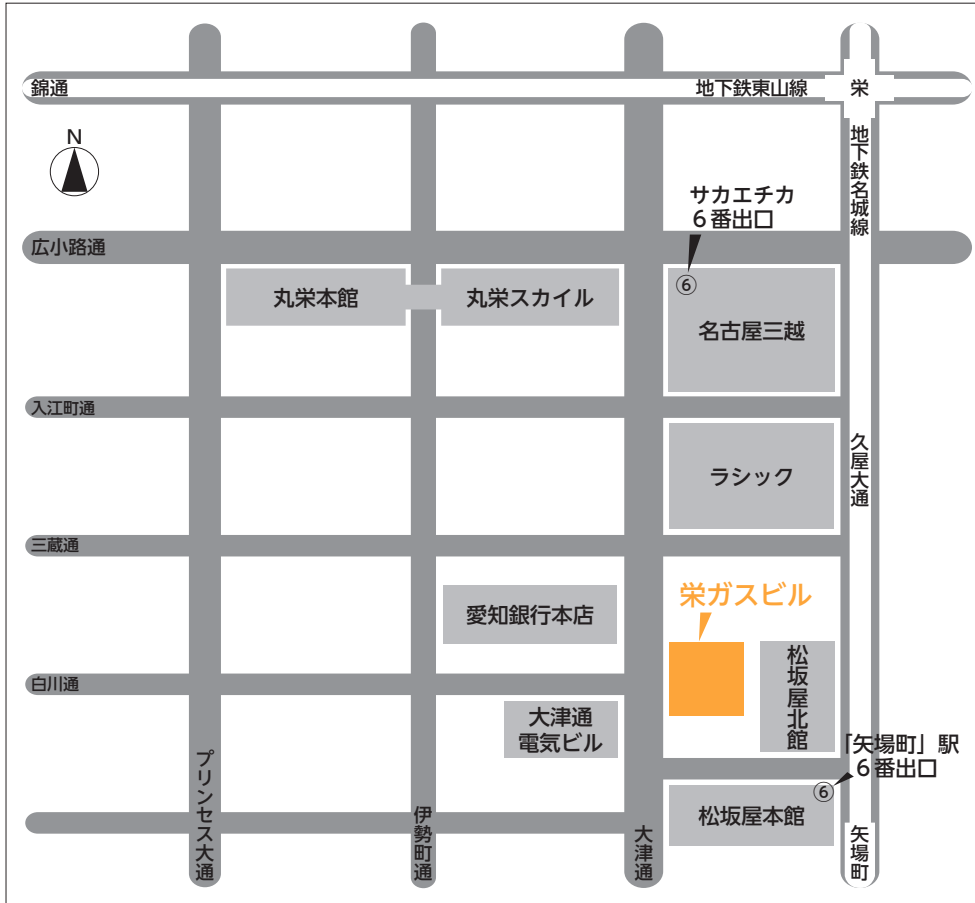 錦通
地下鉄東山線
栄
N
地下鉄名城線
サカエチカ
6番出口
広小路通
⑥
丸栄本館
丸栄スカイル
名古屋三越
入江町通
久屋大通
ラシック
三蔵通
栄ガスビル
愛知銀行本店
松坂屋北館
白川通
大津通
電気ビル
「矢場町」駅
6番出口
⑥
プリンセス大通
伊勢町通
大津通
松坂屋本館
矢場町